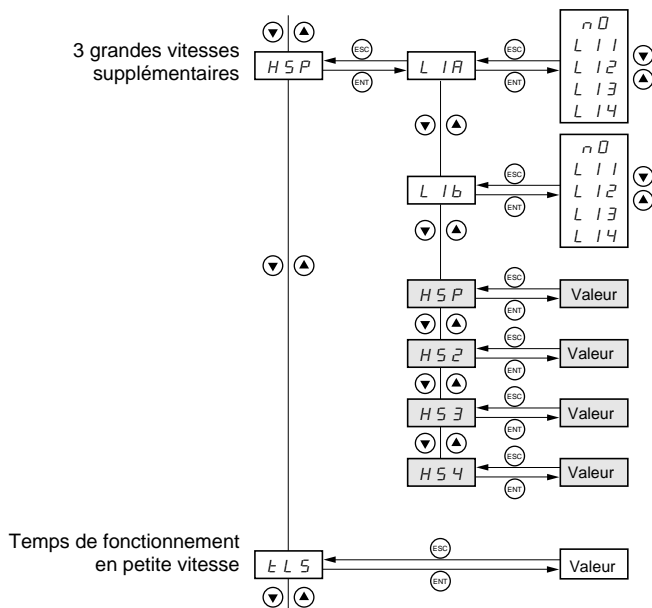 3 grandes vitesses
supplémentaires
HSP
ESC
ENT
LIA
ESC
ENT
nO
LI1
LI2
LI3
LI4
LIb
ESC
ENT
nO
LI1
LI2
LI3
LI4
HSP
ESC
ENT
Valeur
HS2
ESC
ENT
Valeur
HS3
ESC
ENT
Valeur
HS4
ESC
ENT
Valeur
Temps de fonctionnement
en petite vitesse
tLS
ESC
ENT
Valeur